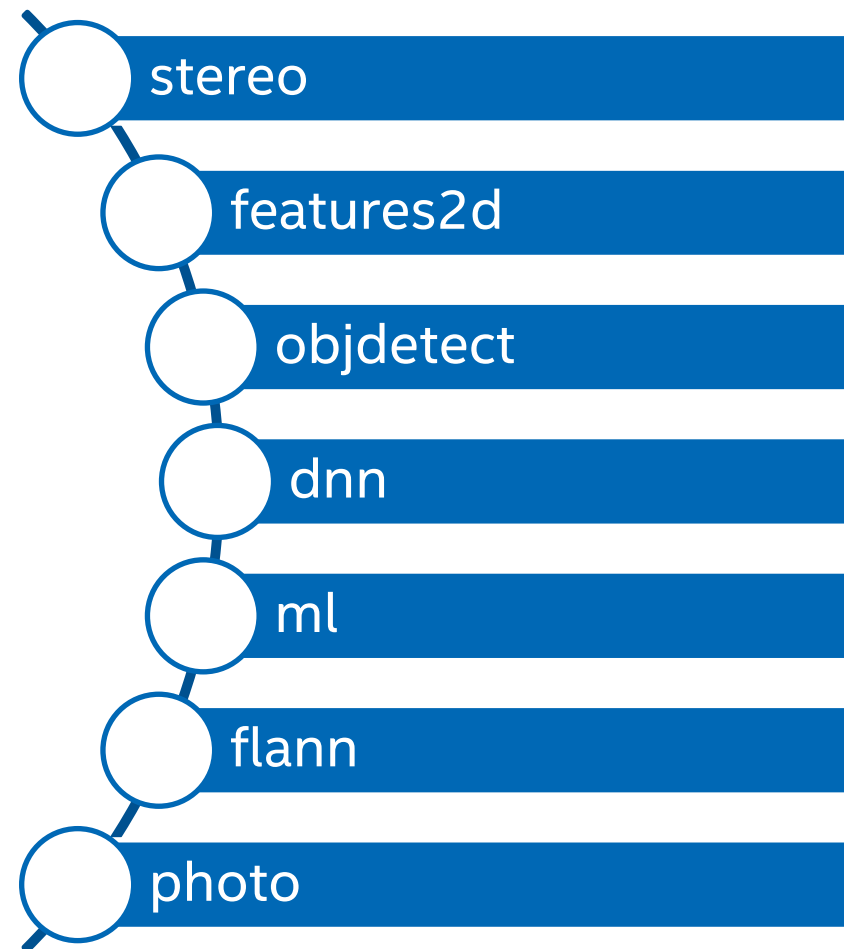 stereo
features2d
objdetect
dnn
ml
flann
photo